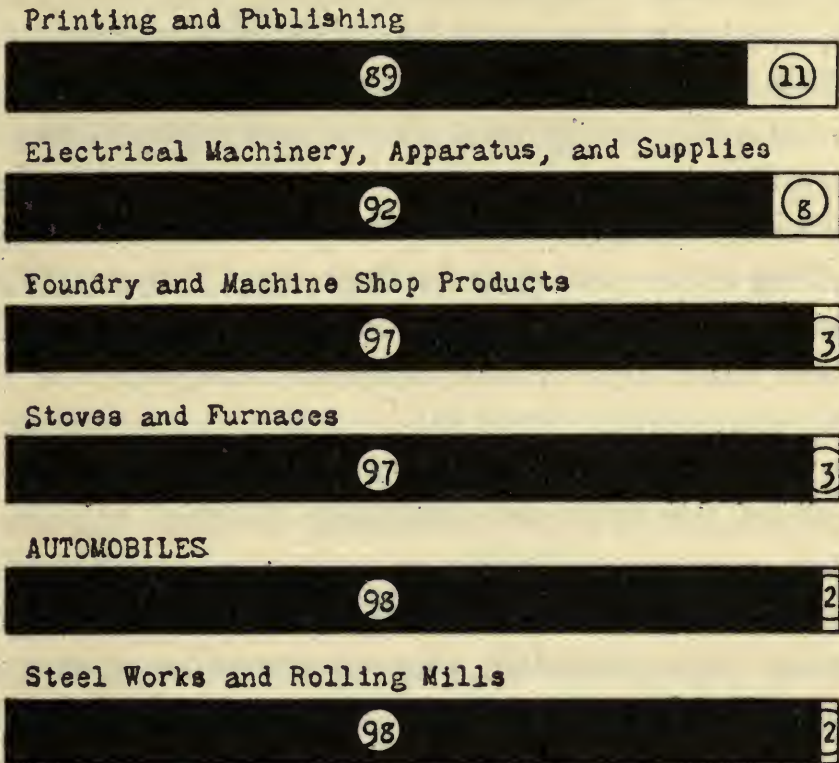 Printing and Publishing
89 11
Electrical Machinery, Apparatus, and Supplies
92 8
Foundry and Machine Shop Products
97 3
Stoves and Furnaces
97 3
AUTOMOBILES
98 2
Steel Works and Rolling Mills
98 2